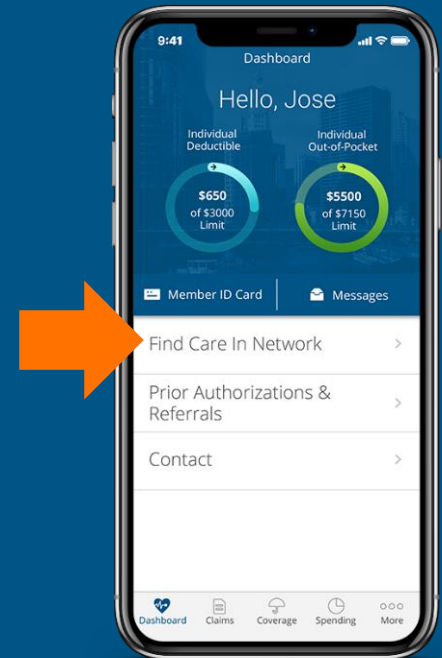 9:41
Dashboard
Hello, Jose
Individual
Deductible
Individual
Out-of-Pocket
$650
of $3000
Limit
$5500
of $7150
Limit
Member ID Card
Messages
Find Care In Network
Prior Authorizations &
Referrals
Contact
Dashboard
Claims
Coverage
Spending
More